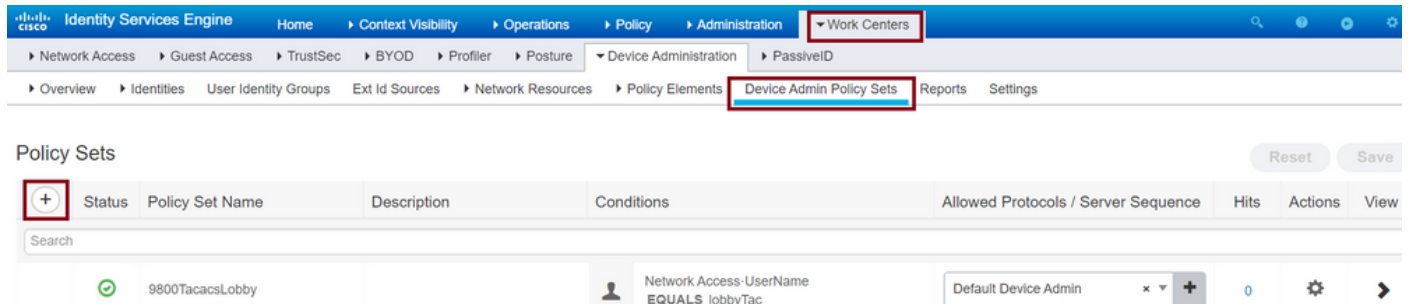 cisco Identity Services Engine Home Context Visibility Operations Policy Administration Work Centers
Network Access Guest Access TrustSec BYOD Profiler Posture Device Administration PassiveID
Overview Identities User Identity Groups Ext Id Sources Network Resources Policy Elements Device Admin Policy Sets Reports Settings
Policy Sets Reset Save
+ Status Policy Set Name Description Conditions Allowed Protocols / Server Sequence Hits Actions View
Search
9800TacacsLobby Network Access·UserName Default Device Admin × + 0
EQUALS lobbyTac